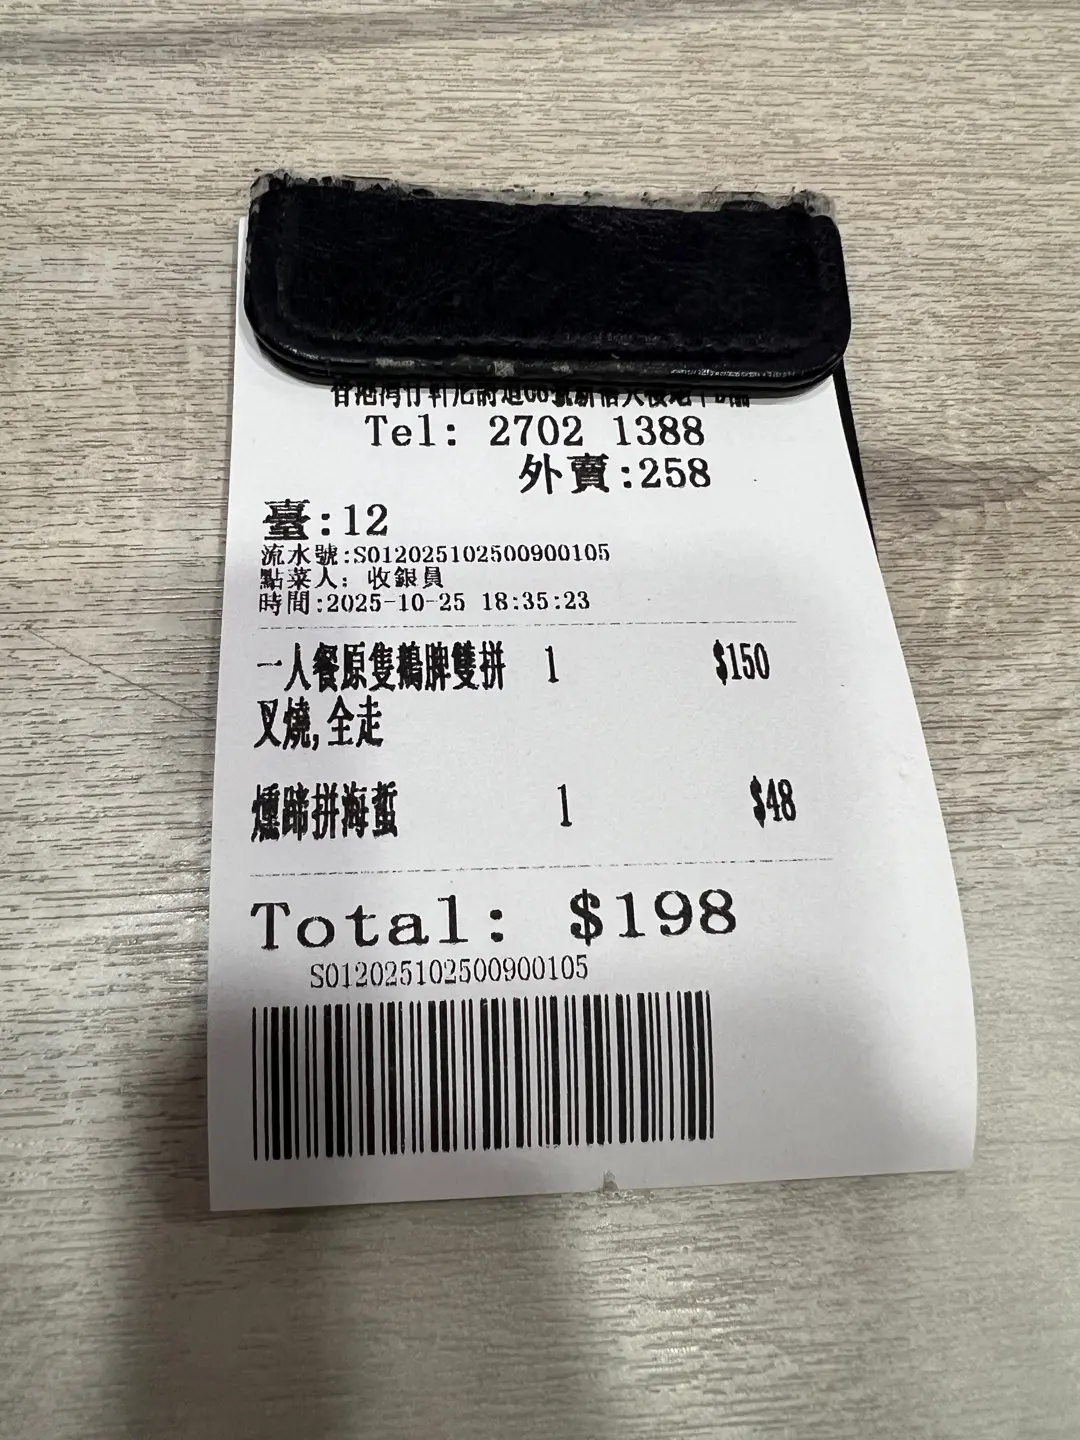 Tel: 2702 1388
外賣:258
臺:12
流水號:S012025102500900105
點菜人: 收銀員
時間:2025-10-25 18:35:23
一人餐原隻鵝髀雙拼 1 $150
叉燒,全走
燻蹄拼海蜇 1 $48
Total: $198
S012025102500900105